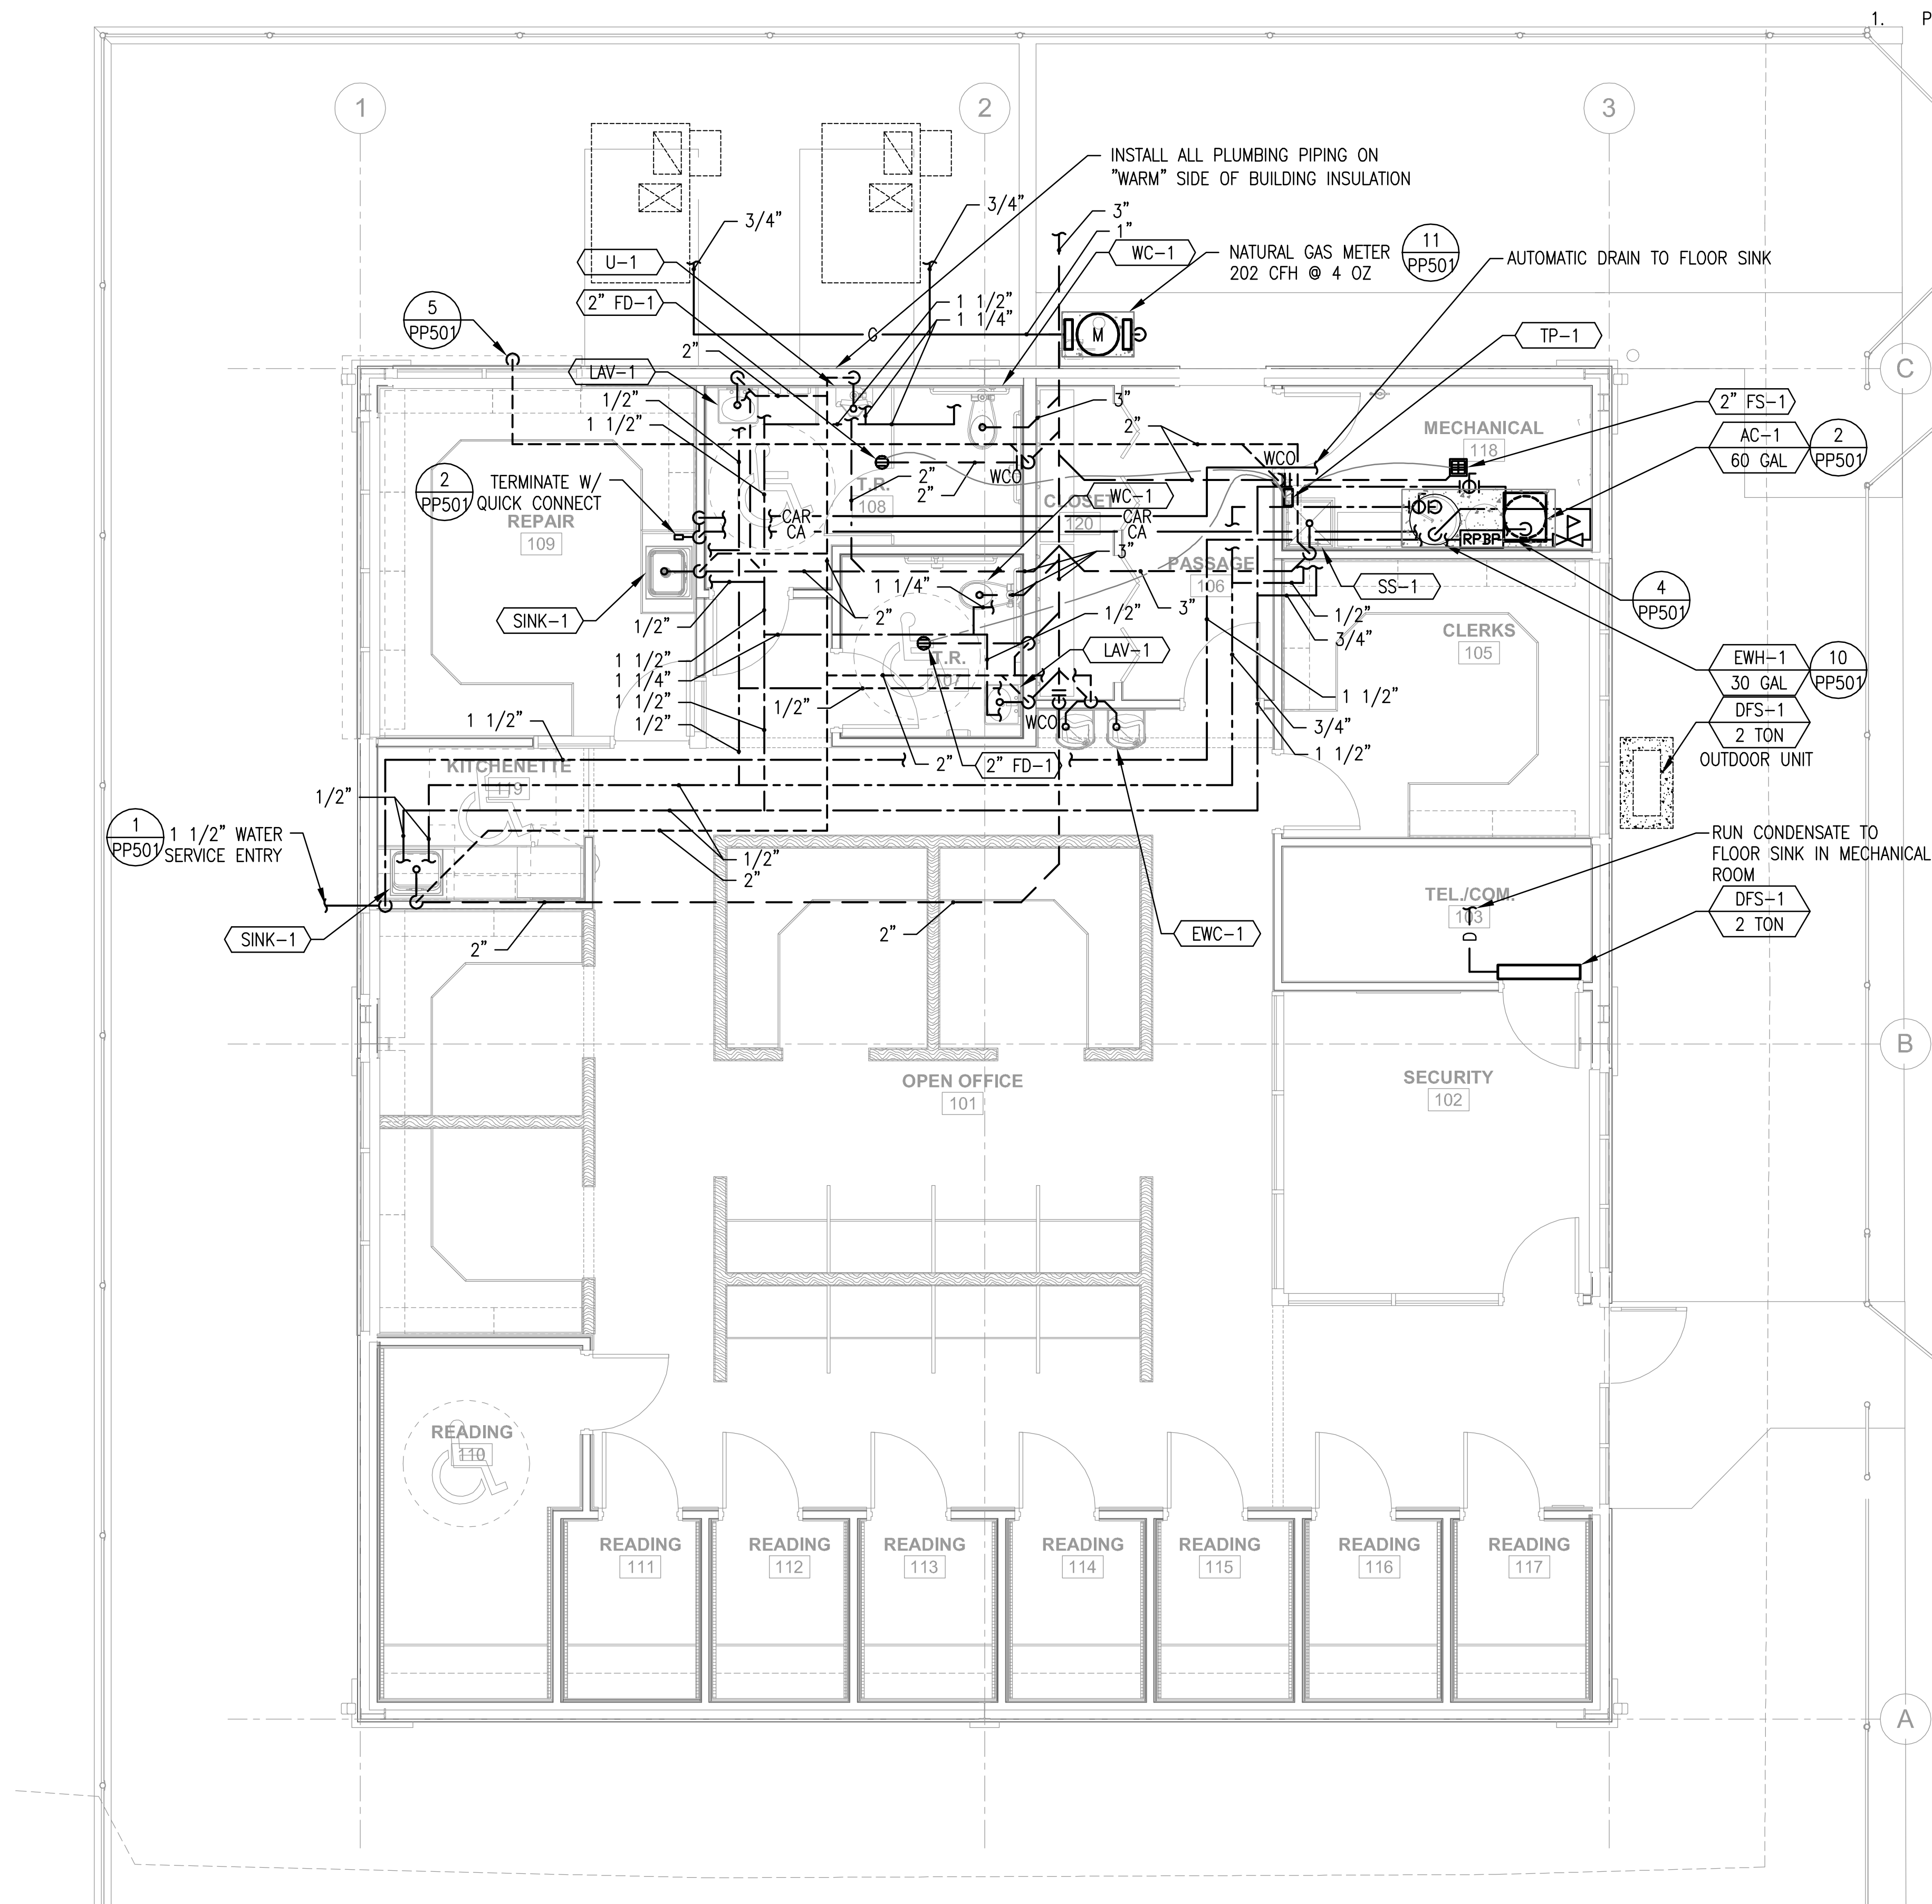 1. P
1
2
3
INSTALL ALL PLUMBING PIPING ON
"WARM" SIDE OF BUILDING INSULATION
3/4"
3/4"
3"
1"
U-1
WC-1
NATURAL GAS METER
202 CFH @ 4 OZ
11
PP501
AUTOMATIC DRAIN TO FLOOR SINK
2" FD-1
1 1/2"
1 1/4"
5
PP501
G
M
TP-1
2"
LAV-1
C
1/2"
1 1/2"
3"
2"
2" FS-1
MECHANICAL
118
AC-1
60 GAL
2
PP501
2
PP501
TERMINATE W/
QUICK CONNECT
WCO
WCO
T.R.
108
2"
2"
CLOSET
120
WC-1
REPAIR
109
CAR
CA
CAR
CA
RPBP
3"
PASSAGE
106
1 1/4"
SS-1
4
PP501
SINK-1
1/2"
2"
1/2"
3"
1/2"
3/4"
CLERKS
105
1 1/2"
1 1/4"
1 1/2"
1/2"
T.R.
107
LAV-1
EWH-1
30 GAL
10
PP501
1/2"
1 1/2"
3/4"
1 1/2"
DFS-1
2 TON
OUTDOOR UNIT
1 1/2"
WCO
2"
2" FD-1
KITCHENETTE
119
1/2"
1
PP501
1 1/2" WATER
SERVICE ENTRY
1/2"
2"
RUN CONDENSATE TO
FLOOR SINK IN MECHANICAL
ROOM
TEL./COM.
103
DFS-1
2 TON
SINK-1
2"
2"
EWC-1
B
OPEN OFFICE
101
SECURITY
102
READING
110
READING
111
READING
112
READING
113
READING
114
READING
115
READING
116
READING
117
A